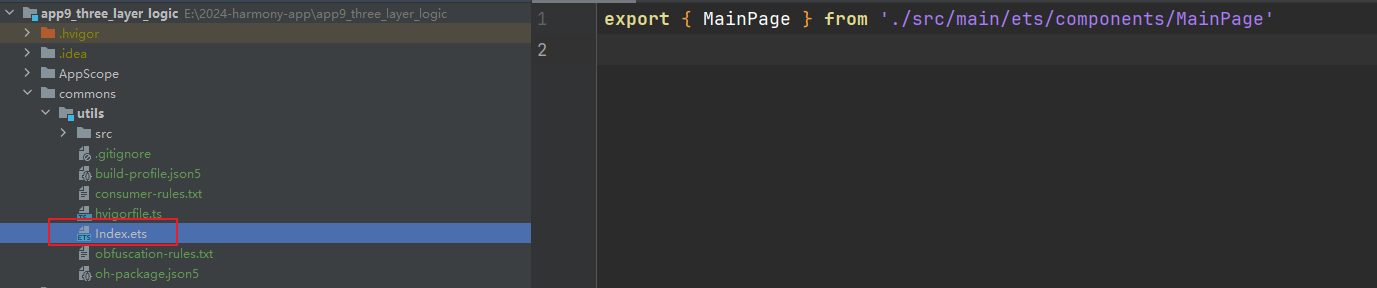 app9_three_layer_logic E:\2024-harmony-app\app9_three_layer_logic
.hvigor
.idea
AppScope
commons
utils
src
.gitignore
build-profile.json5
consumer-rules.txt
hvigorfile.ts
Index.ets
obfuscation-rules.txt
oh-package.json5
1 export { MainPage } from './src/main/ets/components/MainPage'
2